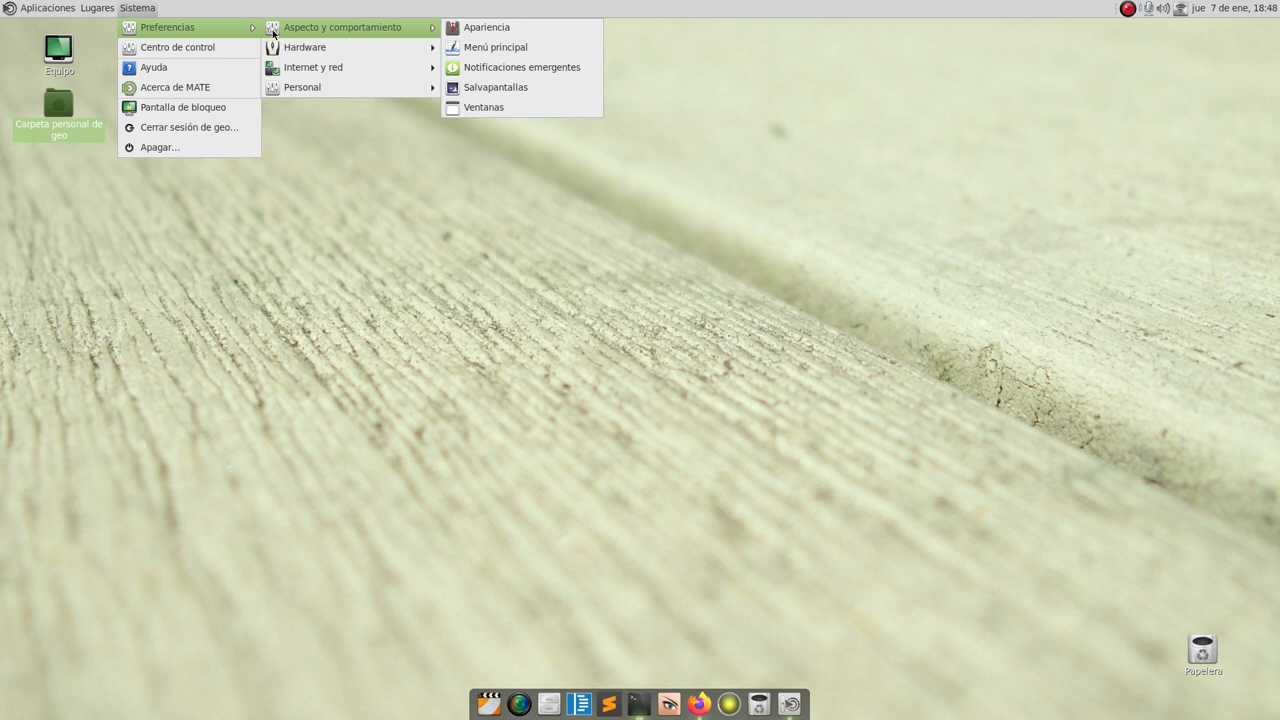 Aplicaciones Lugares Sistema
jue 7 de ene, 18:48
Preferencias
Centro de control
Ayuda
Acerca de MATE
Pantalla de bloqueo
Cerrar sesión de geo...
Apagar...
Aspecto y comportamiento
Hardware
Internet y red
Personal
Apariencia
Menú principal
Notificaciones emergentes
Salvapantallas
Ventanas
Equipo
Carpeta personal de
geo
Papelera